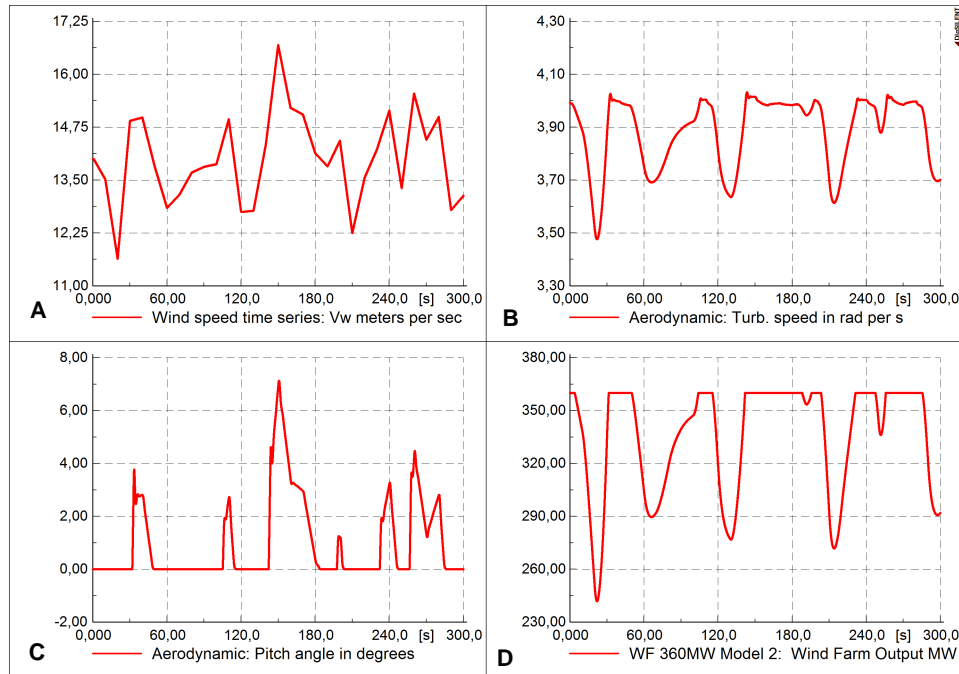 17,25
16,00
14,75
13,50
12,25
11,00
0,000 60,00 120,0 180,0 240,0 [s] 300,0
A
Wind speed time series: Vw meters per sec
4,30
4,10
3,90
3,70
3,50
3,30
0,000 60,00 120,0 180,0 240,0 [s] 300,0
B
Aerodynamic: Turb. speed in rad per s
DIgSILENT
8,00
6,00
4,00
2,00
0,00
-2,00
0,000 60,00 120,0 180,0 240,0 [s] 300,0
C
Aerodynamic: Pitch angle in degrees
380,00
350,00
320,00
290,00
260,00
230,00
0,000 60,00 120,0 180,0 240,0 [s] 300,0
D
WF 360MW Model 2: Wind Farm Output MW